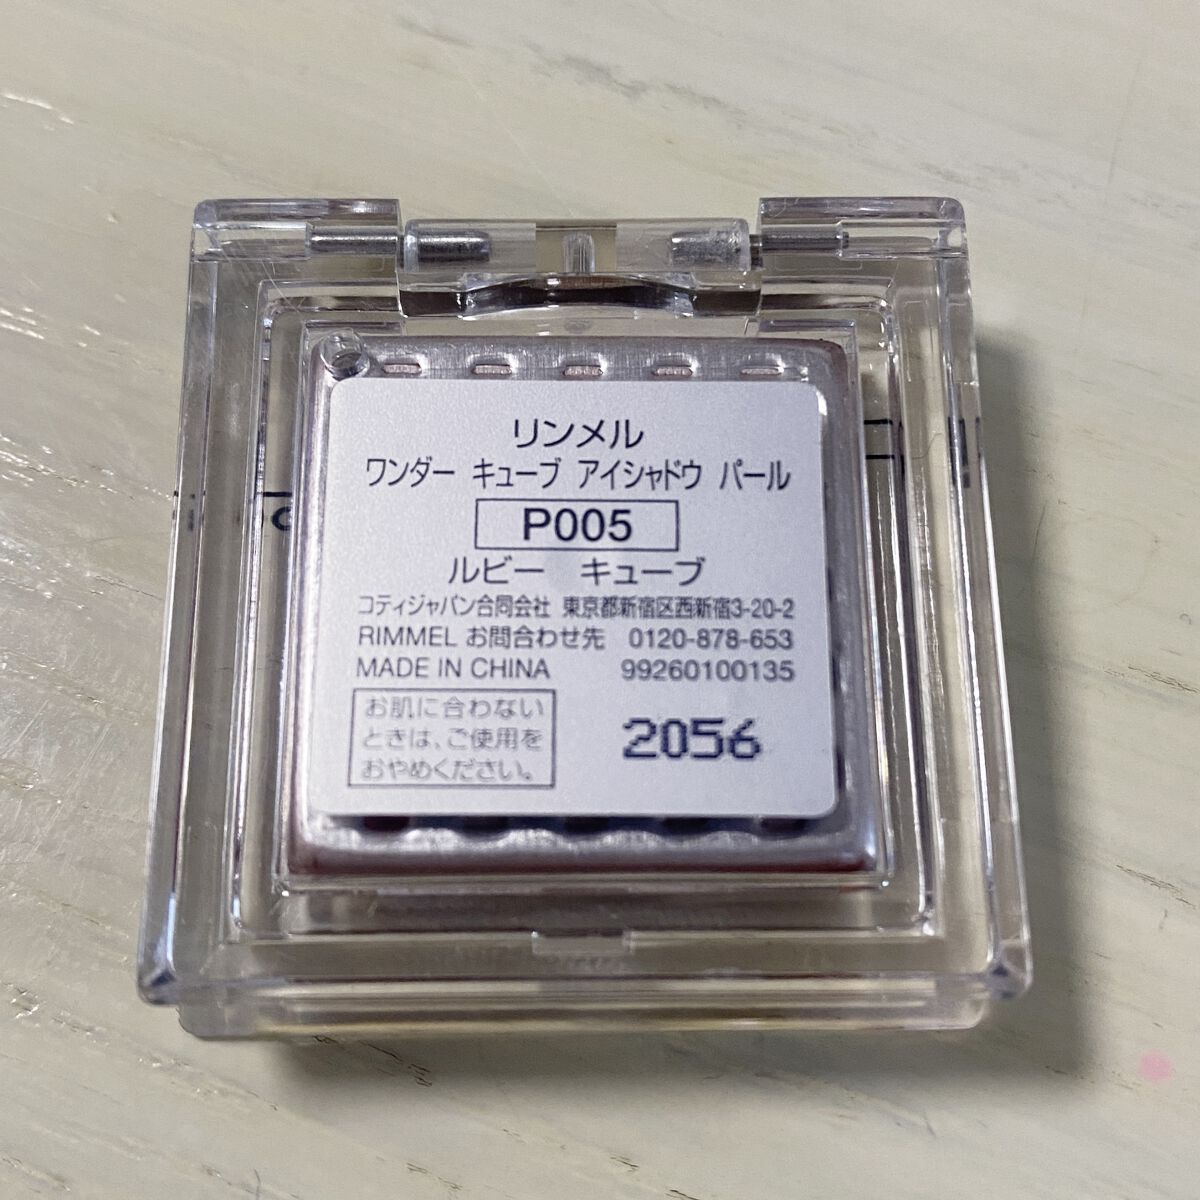 リンメル
ワンダー キューブ アイシャドウ パール
P005
ルビー キューブ
コティジャパン合同会社 東京都新宿区西新宿3-20-2
RIMMEL お問合わせ先 0120-878-653
MADE IN CHINA 99260100135
お肌に合わない
ときは、ご使用を
おやめください。
2056